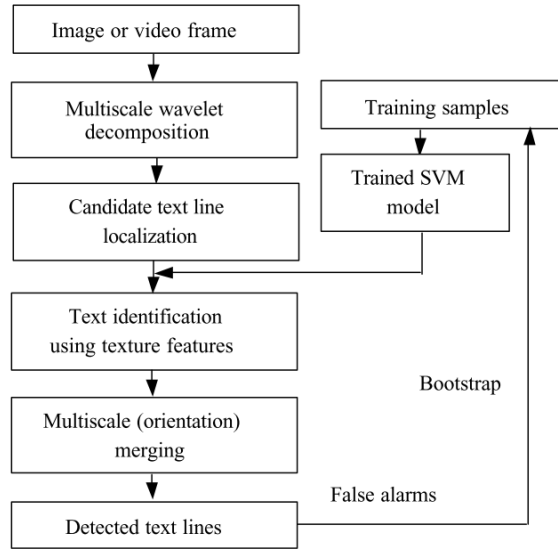 Image or video frame
Multiscale wavelet
decomposition
Training samples
Trained SVM
model
Candidate text line
localization
Text identification
using texture features
Bootstrap
Multiscale (orientation)
merging
False alarms
Detected text lines